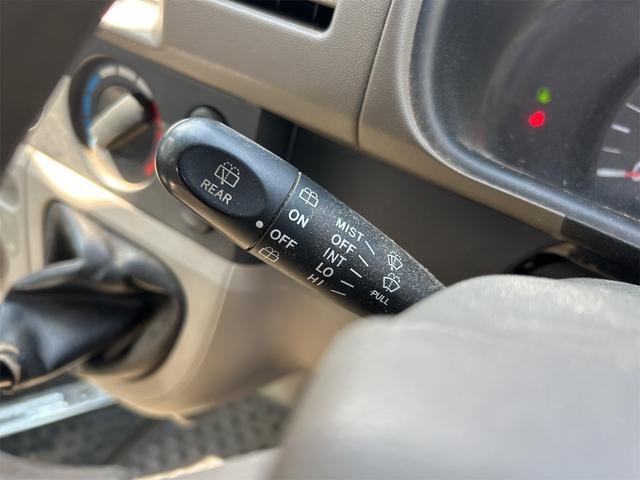 REAR
ON
OFF
MIST
OFF
INT
LO
HI
PULL